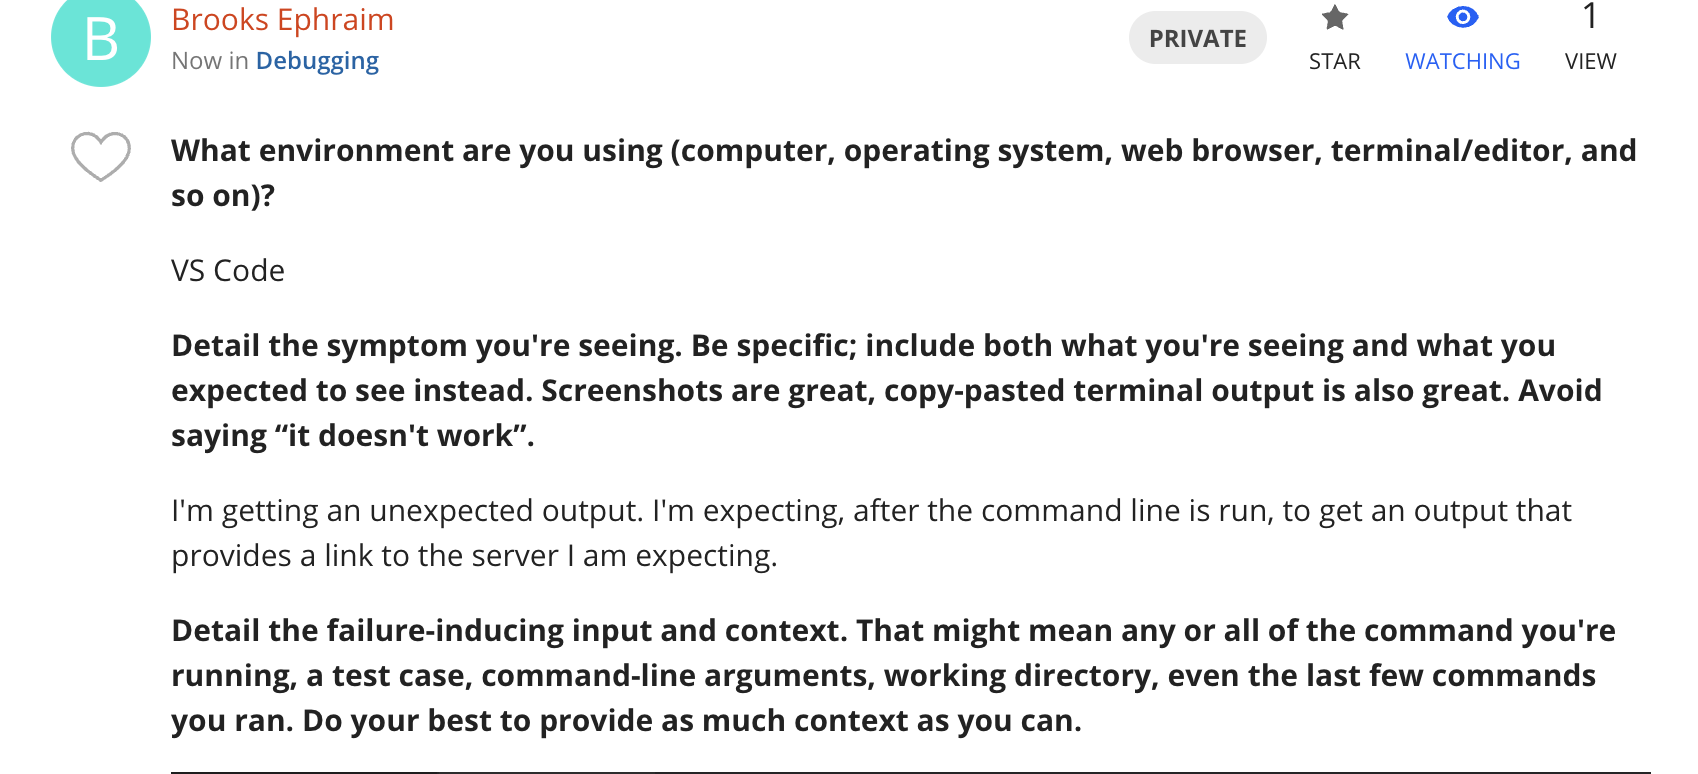 B
Brooks Ephraim
Now in Debugging
PRIVATE
STAR
WATCHING
1
VIEW
What environment are you using (computer, operating system, web browser, terminal/editor, and
so on)?
VS Code
Detail the symptom you're seeing. Be specific; include both what you're seeing and what you
expected to see instead. Screenshots are great, copy-pasted terminal output is also great. Avoid
saying “it doesn't work”.
I'm getting an unexpected output. I'm expecting, after the command line is run, to get an output that
provides a link to the server I am expecting.
Detail the failure-inducing input and context. That might mean any or all of the command you're
running, a test case, command-line arguments, working directory, even the last few commands
you ran. Do your best to provide as much context as you can.